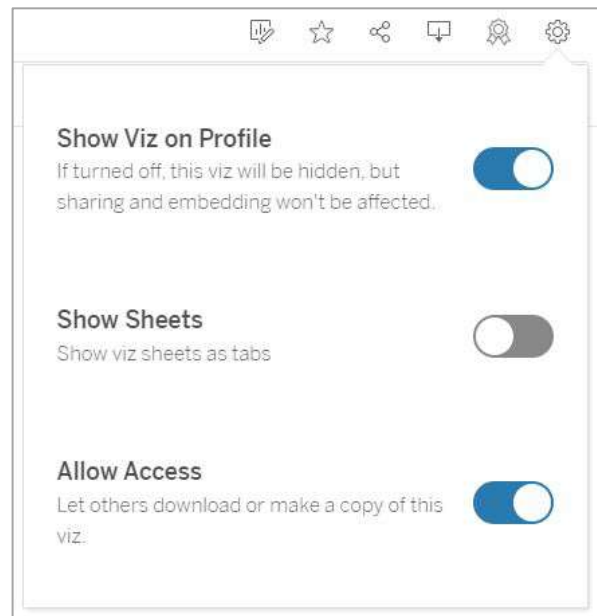 Show Viz on Profile
If turned off, this viz will be hidden, but
sharing and embedding won't be affected.
Show Sheets
Show viz sheets as tabs
Allow Access
Let others download or make a copy of this
viz.